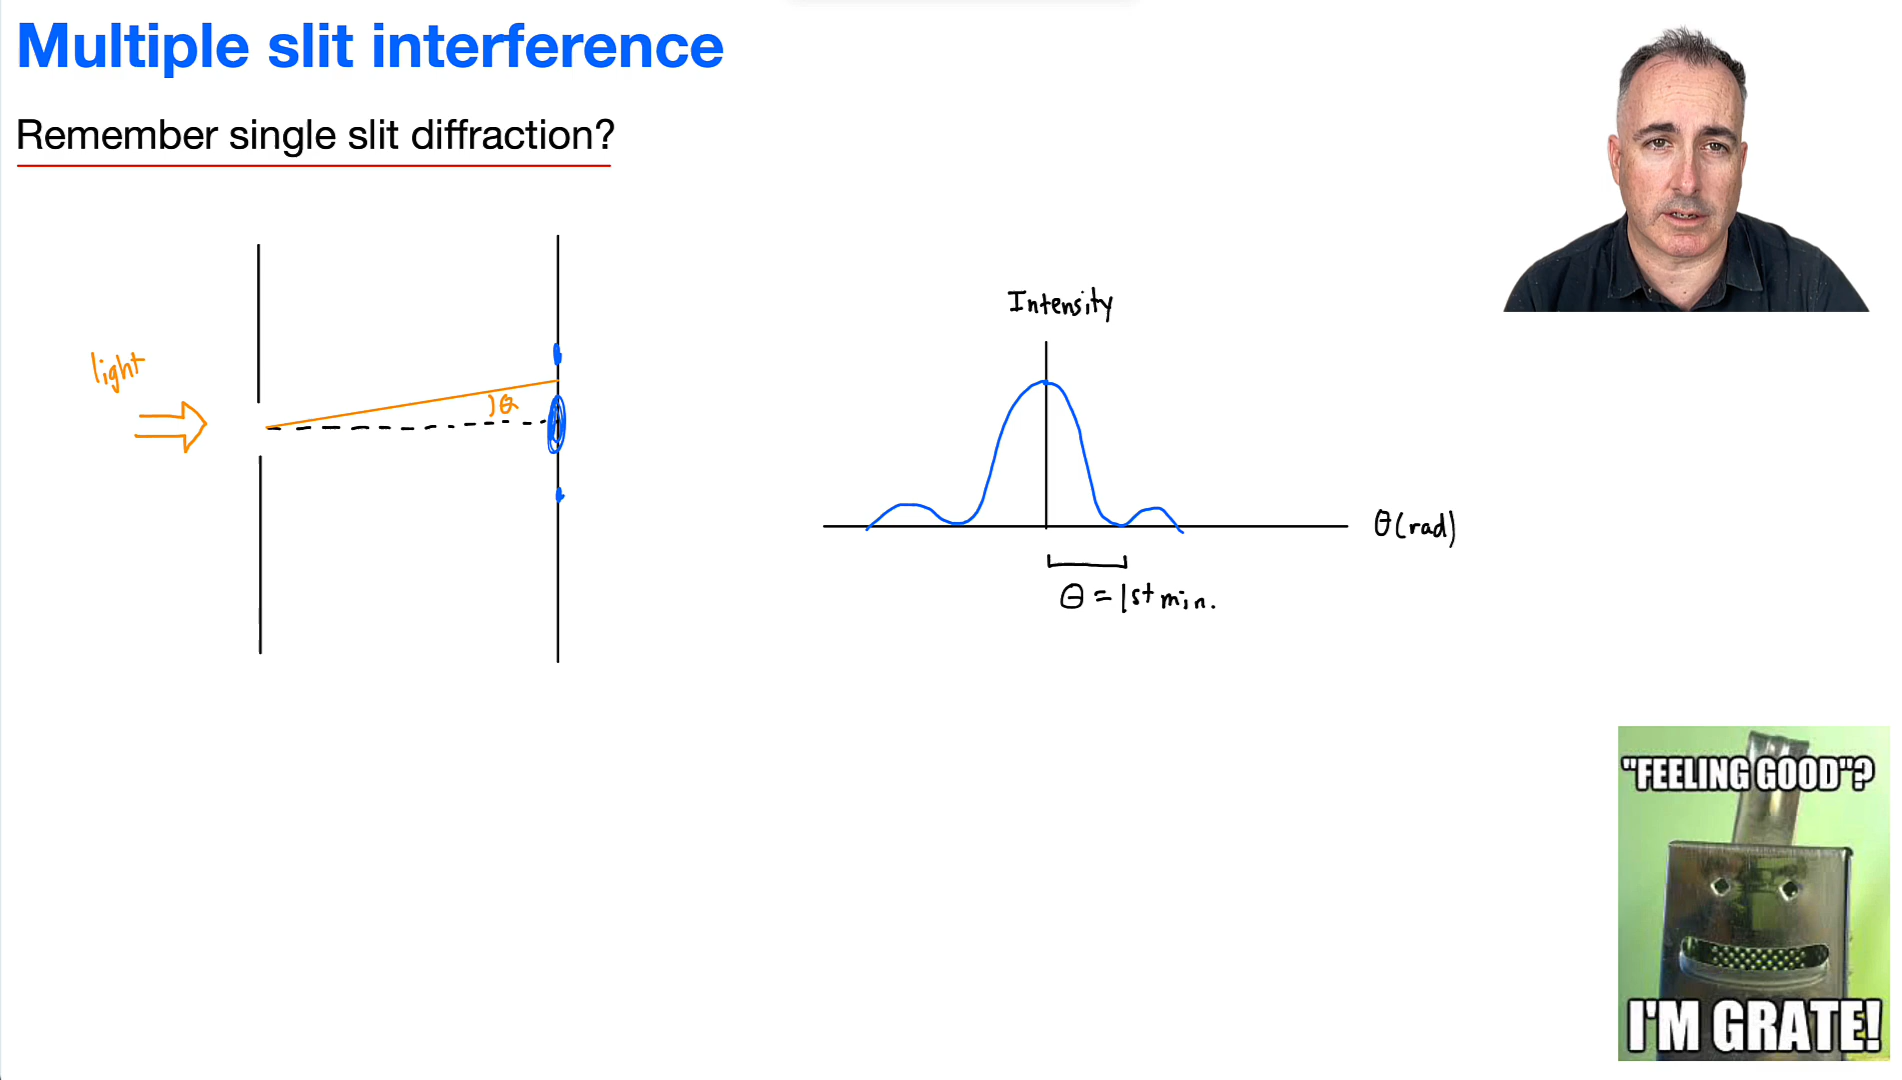 Multiple slit interference
Remember single slit diffraction?
light
θ
Intensity
θ (rad)
θ = 1st min.
"FEELING GOOD"?
I'M GRATE!